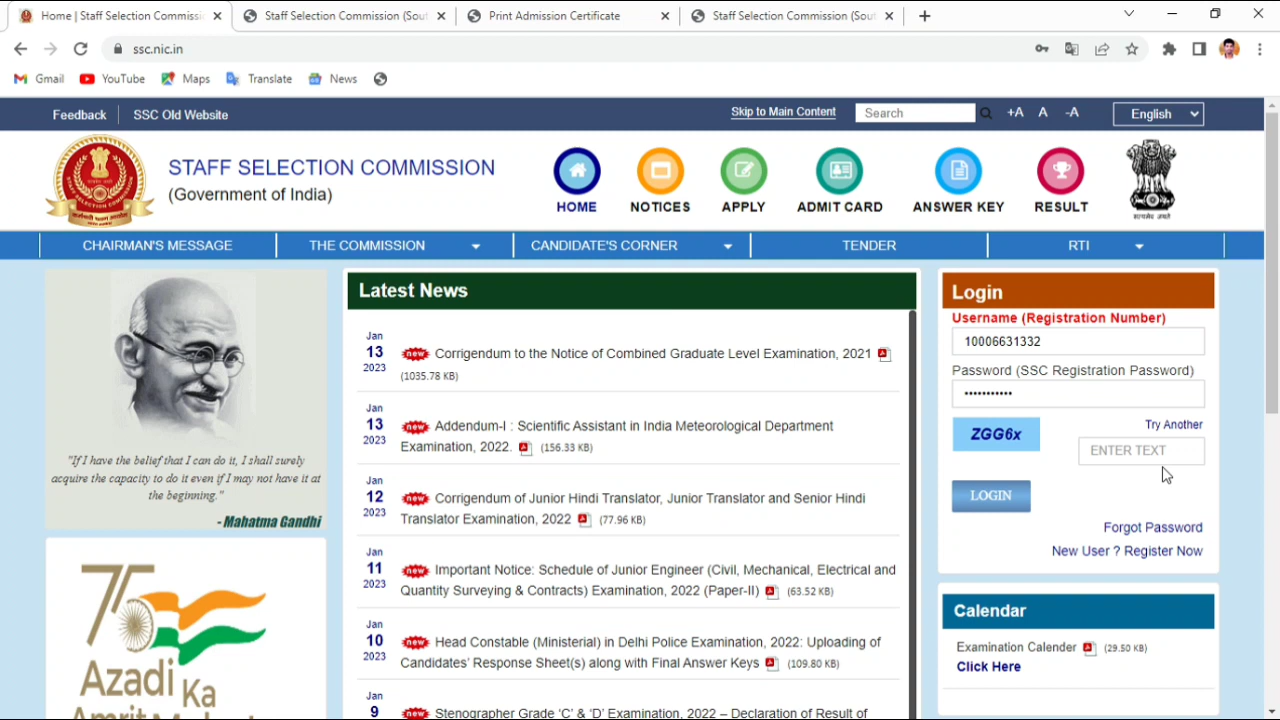 Home | Staff Selection Commissi
Staff Selection Commission (Sout
Print Admission Certificate
Staff Selection Commission (Sout
ssc.nic.in
Gmail
YouTube
Maps
Translate
News
Feedback
SSC Old Website
Skip to Main Content
Search
+A
A
-A
English
STAFF SELECTION COMMISSION
(Government of India)
HOME
NOTICES
APPLY
ADMIT CARD
ANSWER KEY
RESULT
सत्यमेव जयते
CHAIRMAN'S MESSAGE
THE COMMISSION
CANDIDATE'S CORNER
TENDER
RTI
"If I have the belief that I can do it, I shall surely
acquire the capacity to do it even if I may not have it at
the beginning."
- Mahatma Gandhi
75
Azadi Ka
Amrit Mahotsav
Latest News
Jan
13
2023
new Corrigendum to the Notice of Combined Graduate Level Examination, 2021
(1035.78 KB)
Jan
13
2023
new Addendum-I : Scientific Assistant in India Meteorological Department
Examination, 2022. (156.33 KB)
Jan
12
2023
new Corrigendum of Junior Hindi Translator, Junior Translator and Senior Hindi
Translator Examination, 2022 (77.96 KB)
Jan
11
2023
new Important Notice: Schedule of Junior Engineer (Civil, Mechanical, Electrical and
Quantity Surveying & Contracts) Examination, 2022 (Paper-II) (63.52 KB)
Jan
10
2023
new Head Constable (Ministerial) in Delhi Police Examination, 2022: Uploading of
Candidates' Response Sheet(s) along with Final Answer Keys (109.80 KB)
Jan
9
new Stenographer Grade 'C' & 'D' Examination, 2022 – Declaration of Result of
Login
Username (Registration Number)
10006631332
Password (SSC Registration Password)
•••••••••••
ZGG6x
Try Another
ENTER TEXT
LOGIN
Forgot Password
New User ? Register Now
Calendar
Examination Calender (29.50 KB)
Click Here